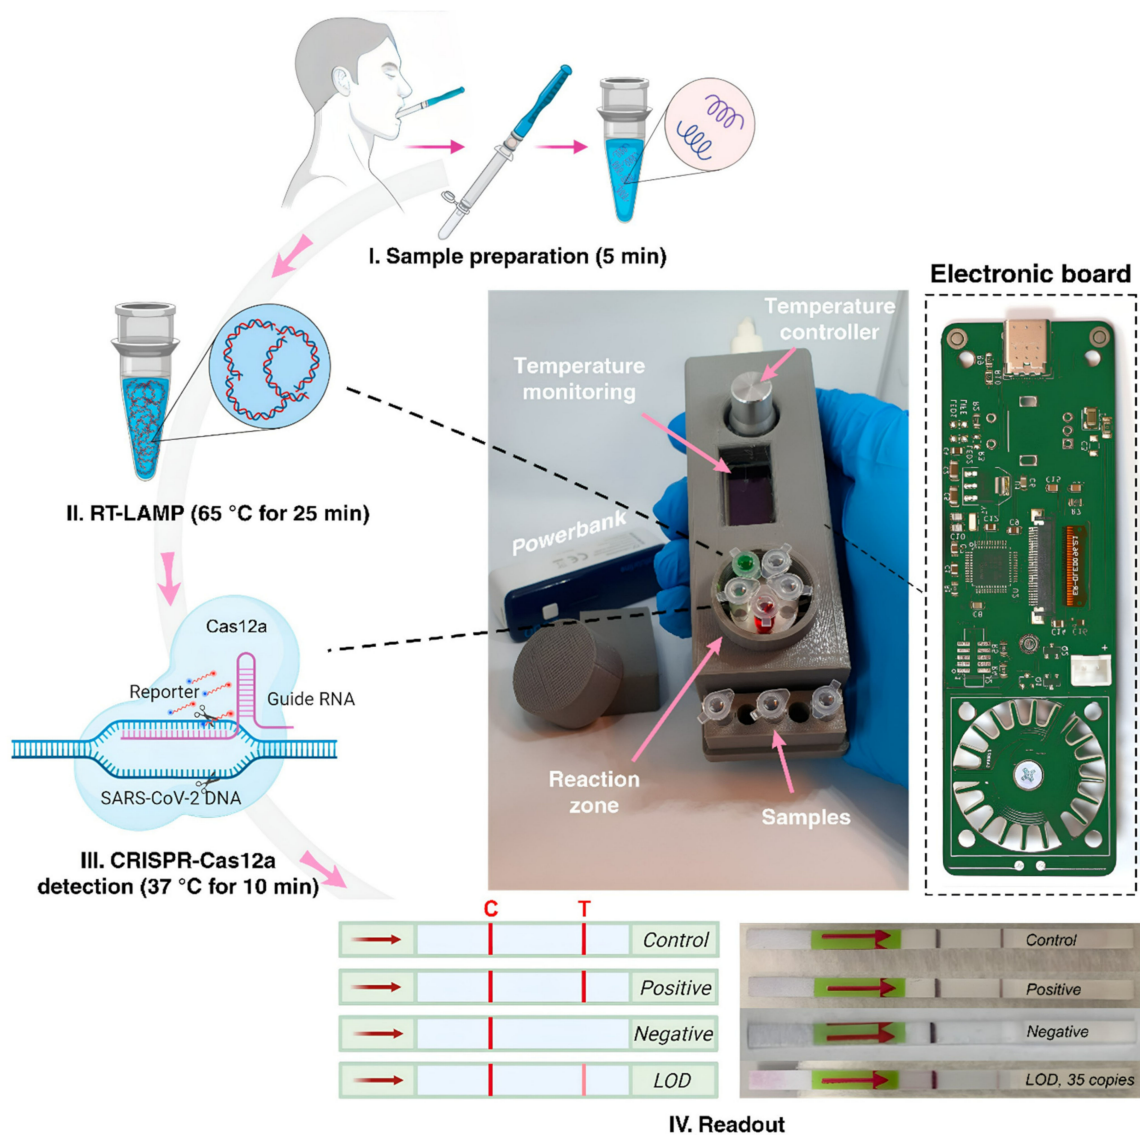 I. Sample preparation (5 min)
Electronic board
Temperature
controller
Temperature
monitoring
II. RT-LAMP (65 °C for 25 min)
Powerbank
Cas12a
Reporter
Guide RNA
SARS-CoV-2 DNA
Reaction
zone
Samples
III. CRISPR-Cas12a
detection (37 °C for 10 min)
C T
Control
Positive
Negative
LOD
Control
Positive
Negative
LOD, 35 copies
IV. Readout